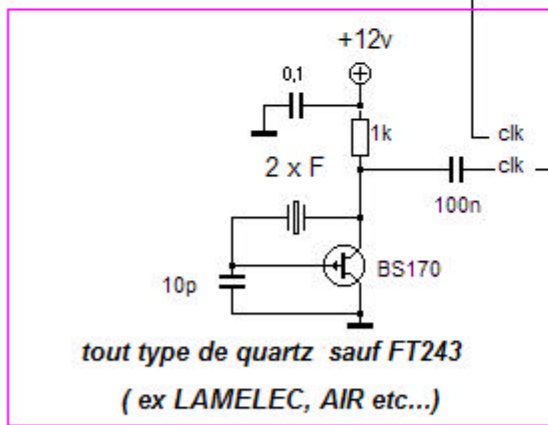 +12v
0,1
1k
clk
2 x F
clk
100n
BS170
10p
tout type de quartz sauf FT243
( ex LAMELEC, AIR etc...)